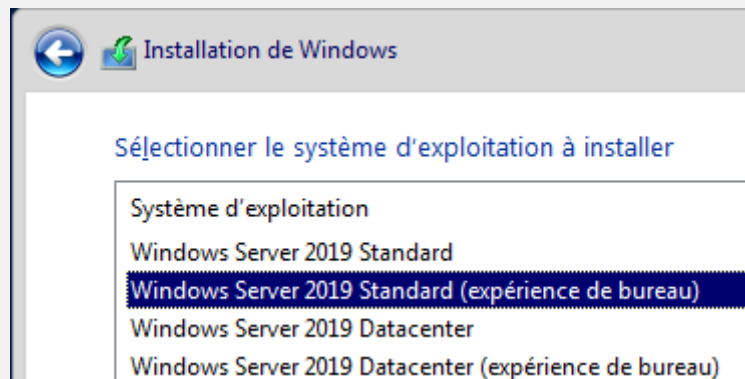 Installation de Windows
Sélectionner le système d'exploitation à installer
Système d'exploitation
Windows Server 2019 Standard
Windows Server 2019 Standard (expérience de bureau)
Windows Server 2019 Datacenter
Windows Server 2019 Datacenter (expérience de bureau)